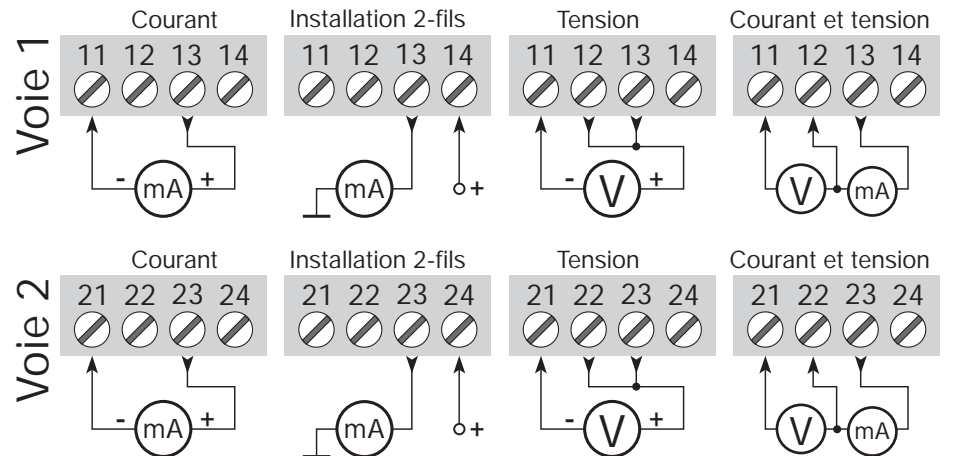 Voie 1
Courant Installation 2-fils Tension Courant et tension
11 12 13 14 11 12 13 14 11 12 13 14 11 12 13 14
- mA + mA + - V + V mA
Voie 2
Courant Installation 2-fils Tension Courant et tension
21 22 23 24 21 22 23 24 21 22 23 24 21 22 23 24
- mA + mA + - V + V mA